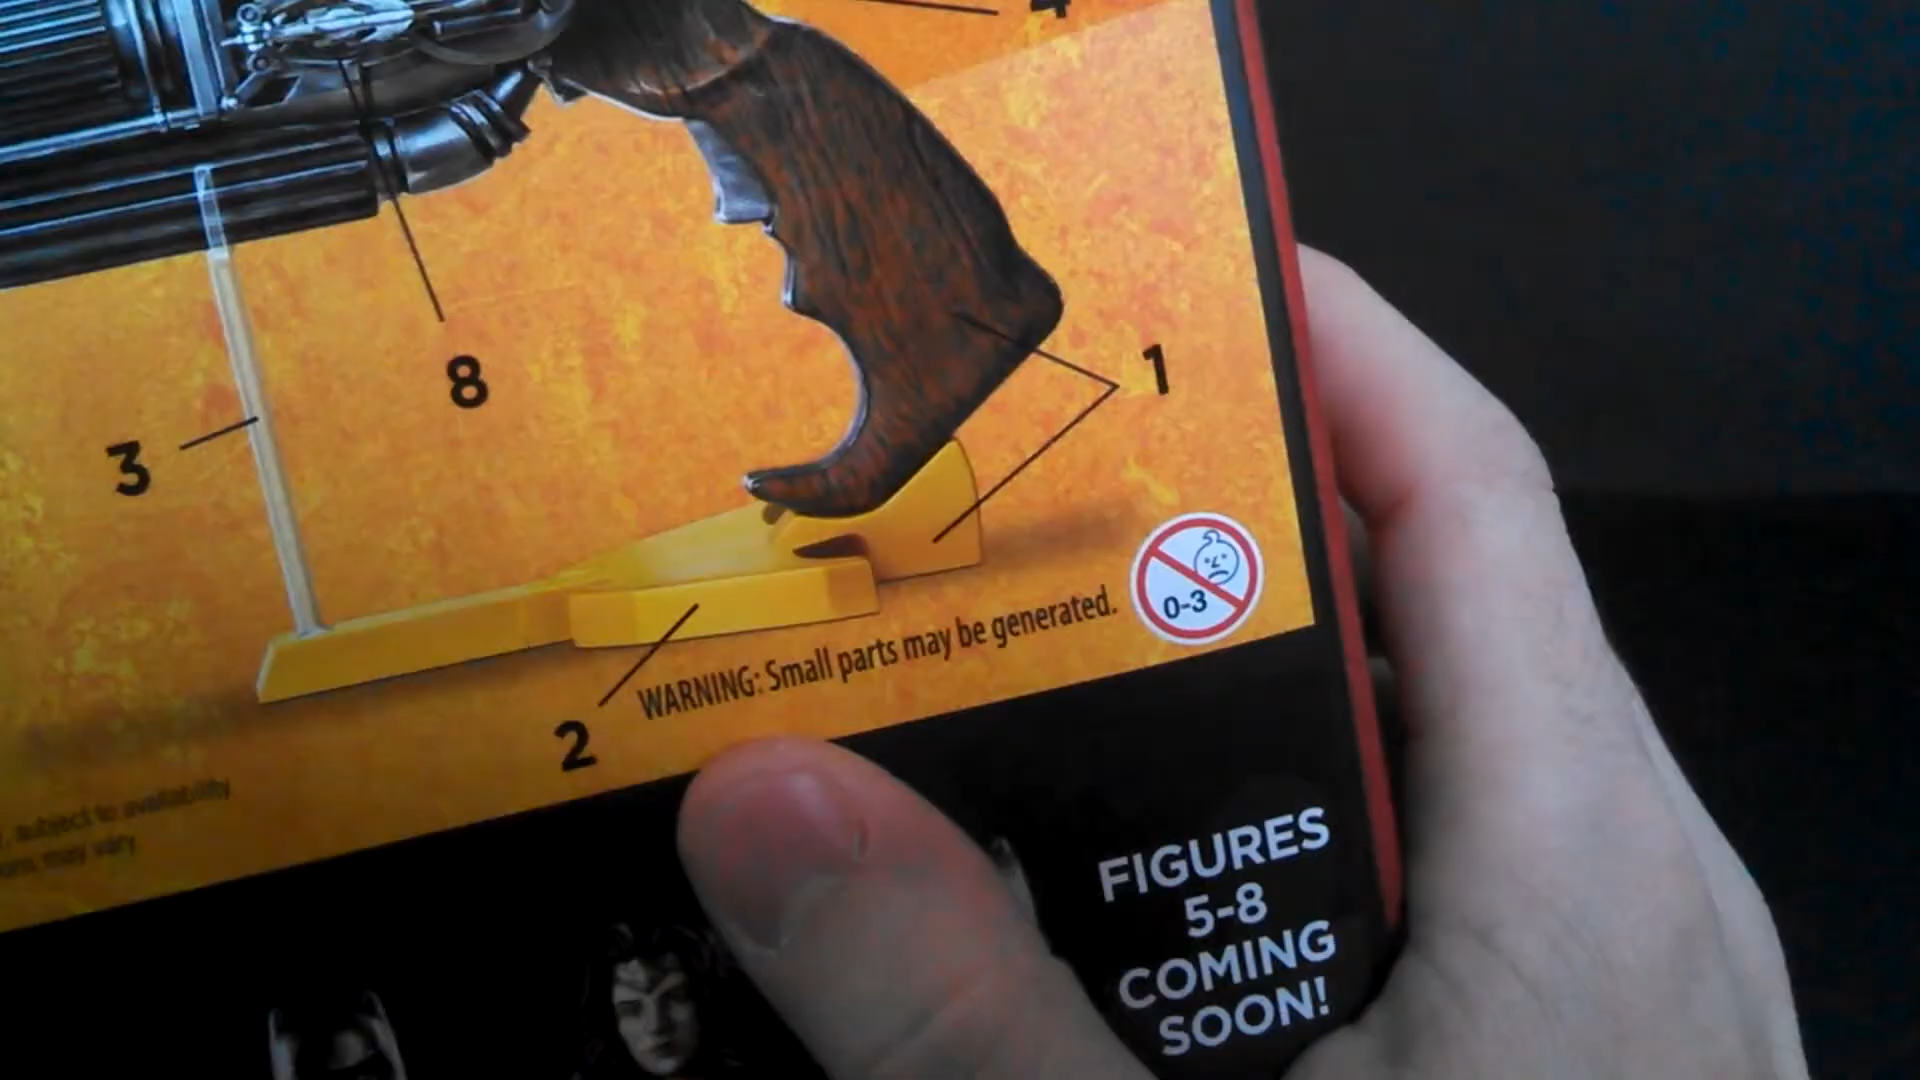 4
8
1
3
0-3
WARNING: Small parts may be generated.
2
, subject to availability
ons may vary
FIGURES
5-8
COMING
SOON!